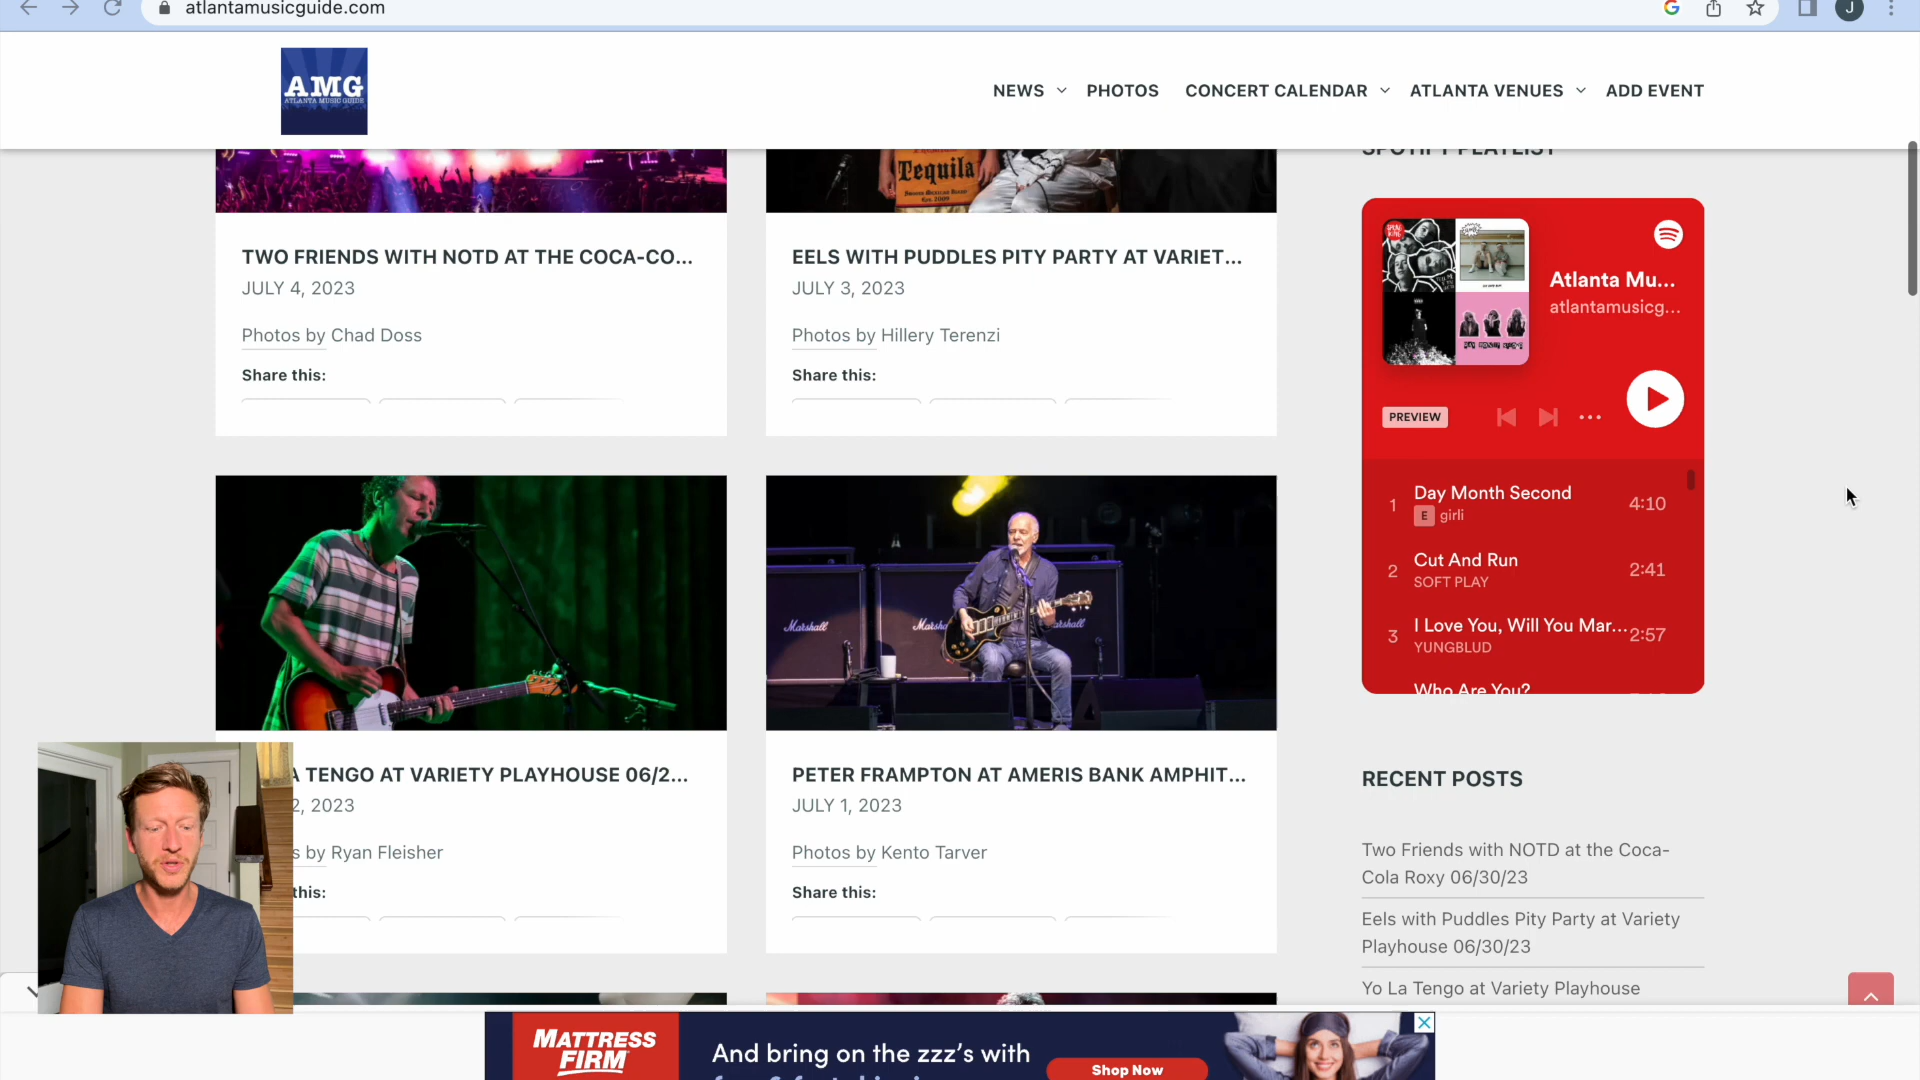 atlantamusicguide.com
J
AMG
ATLANTA MUSIC GUIDE
NEWS
PHOTOS
CONCERT CALENDAR
ATLANTA VENUES
ADD EVENT
Tequila
TWO FRIENDS WITH NOTD AT THE COCA-CO...
JULY 4, 2023
Photos by Chad Doss
Share this:
EELS WITH PUDDLES PITY PARTY AT VARIET...
JULY 3, 2023
Photos by Hillery Terenzi
Share this:
SPOTIFY PLAYLIST
Atlanta Mu...
atlantamusicg...
PREVIEW
1 Day Month Second 4:10
E girli
2 Cut And Run 2:41
SOFT PLAY
3 I Love You, Will You Mar... 2:57
YUNGBLUD
Who Are You?
Marshall
A TENGO AT VARIETY PLAYHOUSE 06/2...
2, 2023
s by Ryan Fleisher
this:
PETER FRAMPTON AT AMERIS BANK AMPHIT...
JULY 1, 2023
Photos by Kento Tarver
Share this:
RECENT POSTS
Two Friends with NOTD at the Coca-
Cola Roxy 06/30/23
Eels with Puddles Pity Party at Variety
Playhouse 06/30/23
Yo La Tengo at Variety Playhouse
MATTRESS
FIRM
And bring on the zzz's with
Shop Now